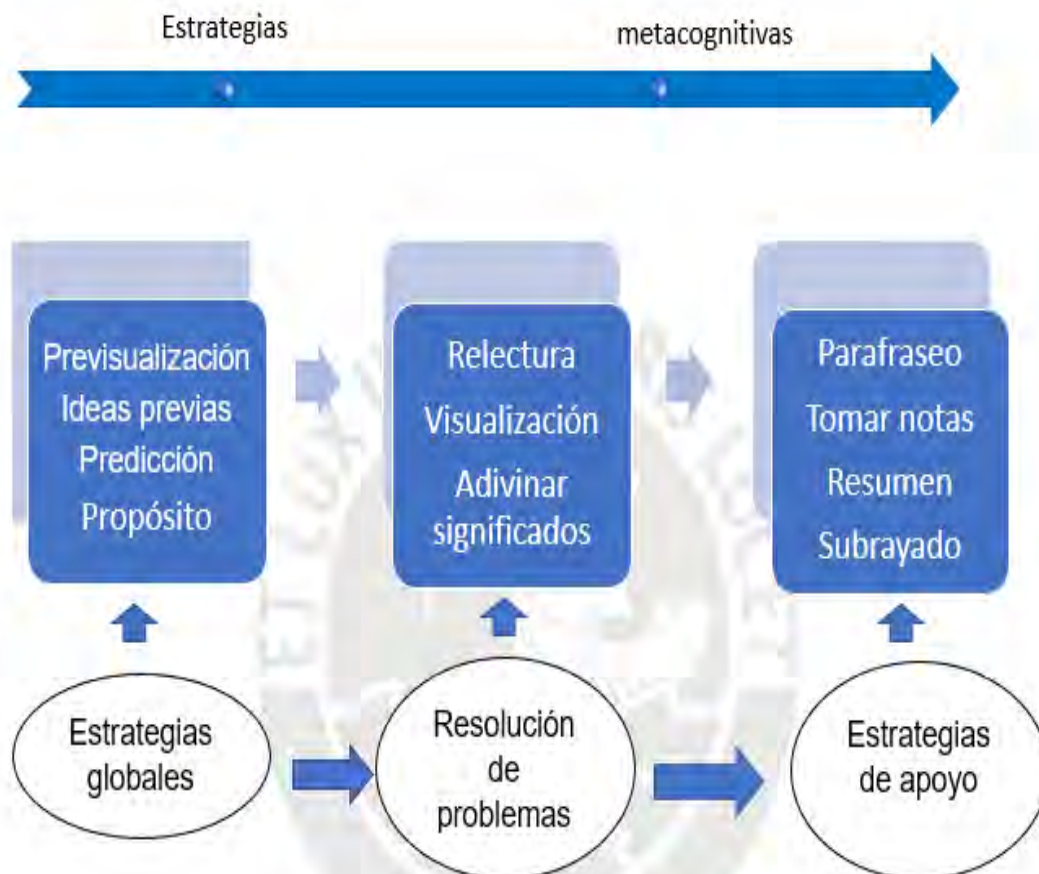 Estrategias
metacognitivas
Previsualización
Ideas previas
Predicción
Propósito
Relectura
Visualización
Adivinar
significados
Parafraseo
Tomar notas
Resumen
Subrayado
Estrategias
globales
Resolución
de
problemas
Estrategias
de apoyo